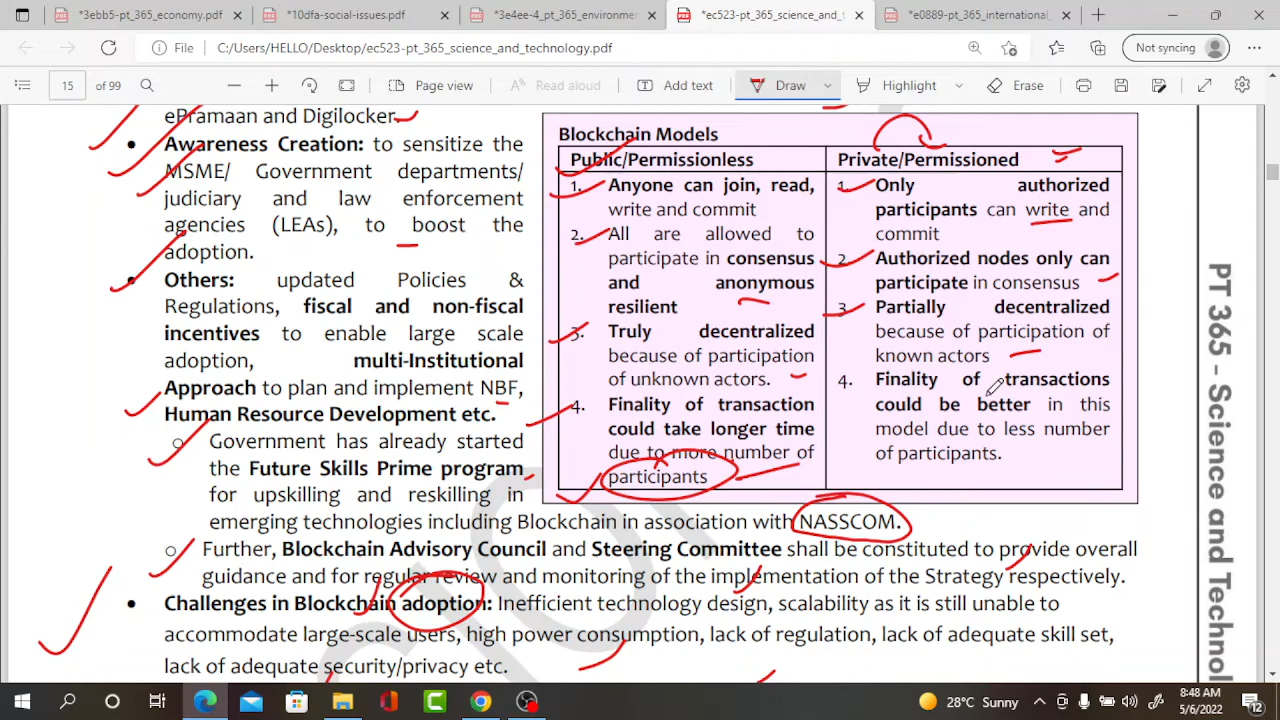 *3ebb5-pt_365_economy.pdf
*10dfa-social-issues.pdf
*3e4ee-4_pt_365_environme
*ec523-pt_365_science_and_t
*e0889-pt_365_international_
File
C:/Users/HELLO/Desktop/ec523-pt_365_science_and_technology.pdf
Not syncing
15 of 99
Page view
Read aloud
Add text
Draw
Highlight
Erase
ePramaan and Digilocker.
• Awareness Creation: to sensitize the
MSME/ Government departments/
judiciary and law enforcement
agencies (LEAs), to boost the
adoption.
• Others: updated Policies &
Regulations, fiscal and non-fiscal
incentives to enable large scale
adoption, multi-Institutional
Approach to plan and implement NBF,
Human Resource Development etc.
o Government has already started
the Future Skills Prime program
for upskilling and reskilling in
emerging technologies including Blockchain in association with NASSCOM.
o Further, Blockchain Advisory Council and Steering Committee shall be constituted to provide overall
guidance and for regular review and monitoring of the implementation of the Strategy respectively.
• Challenges in Blockchain adoption: Inefficient technology design, scalability as it is still unable to
accommodate large-scale users, high power consumption, lack of regulation, lack of adequate skill set,
lack of adequate security/privacy etc.
Blockchain Models
Public/Permissionless
1. Anyone can join, read,
write and commit
2. All are allowed to
participate in consensus
and anonymous
resilient
3. Truly decentralized
because of participation
of unknown actors.
4. Finality of transaction
could take longer time
due to more number of
participants
Private/Permissioned
1. Only authorized
participants can write and
commit
2. Authorized nodes only can
participate in consensus
3. Partially decentralized
because of participation of
known actors
4. Finality of transactions
could be better in this
model due to less number
of participants.
PT 365 - Science and Technol
28°C Sunny
8:48 AM
5/6/2022
12